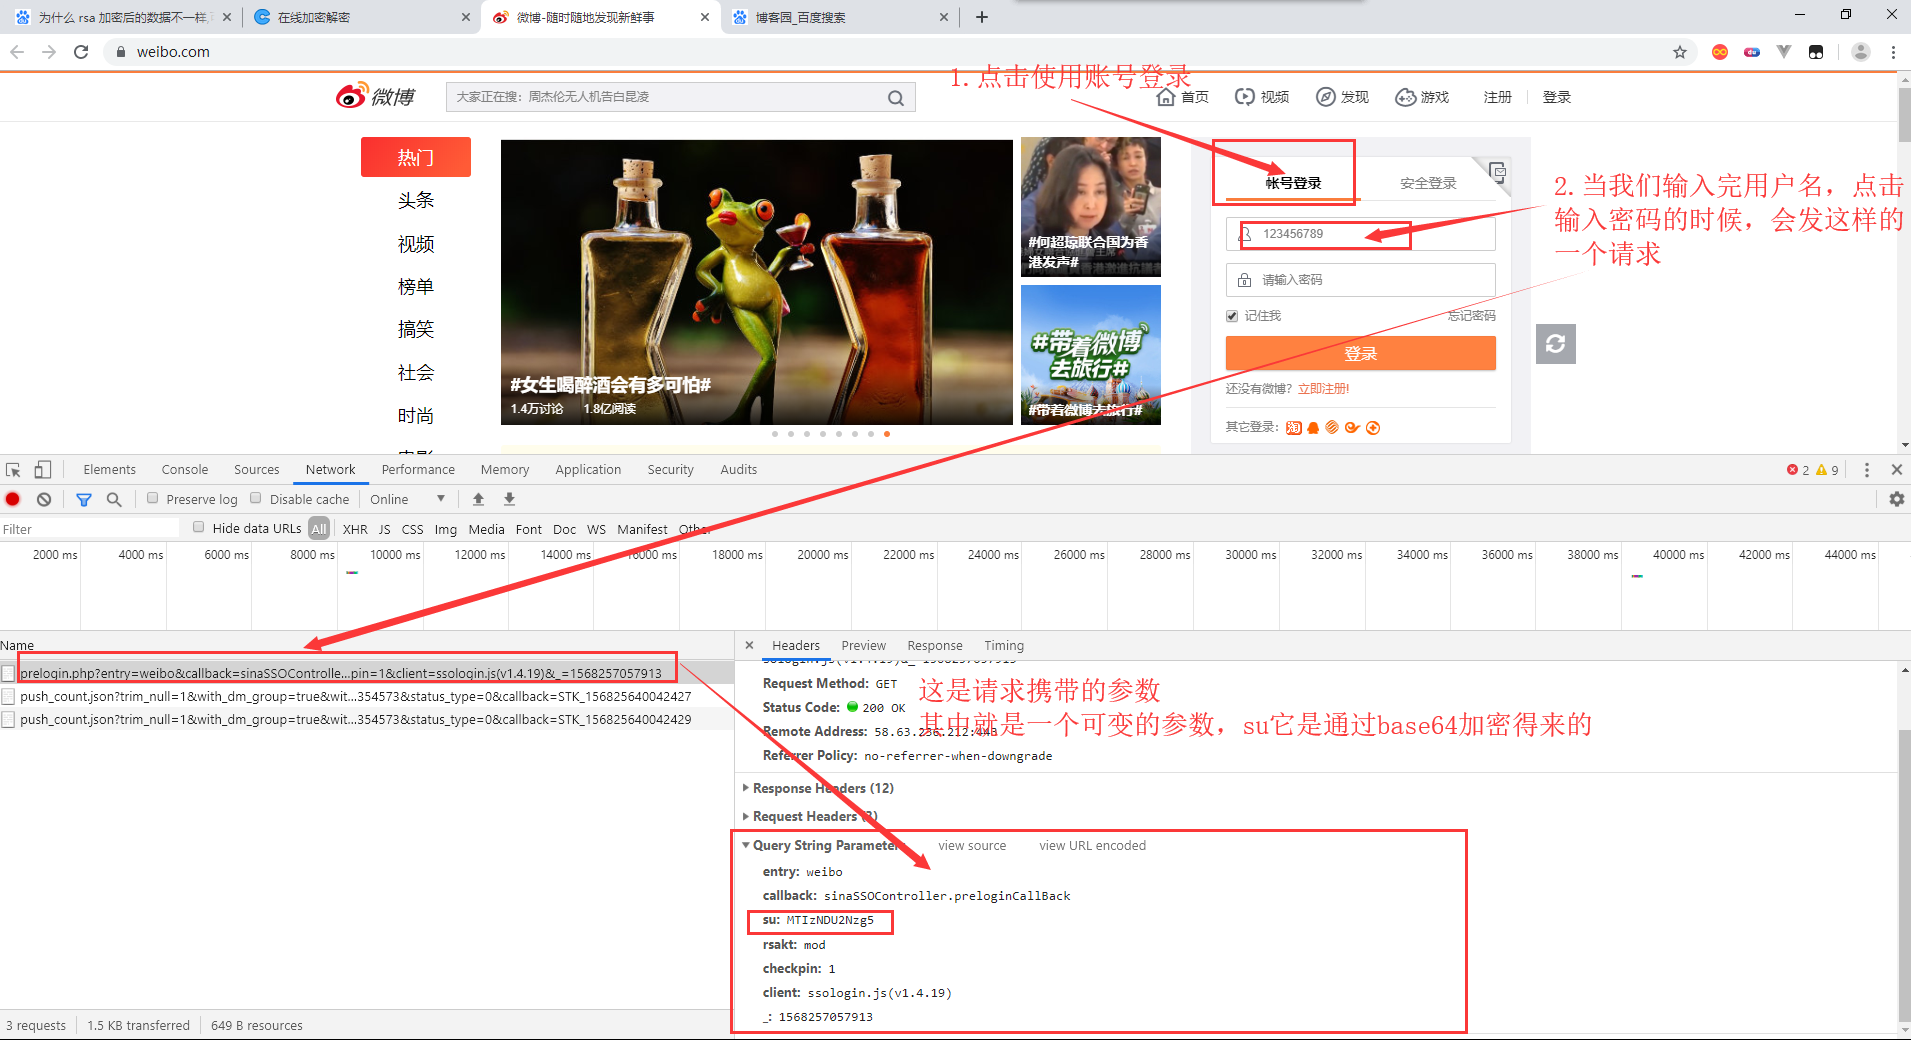 为什么 rsa 加密后的数据不一样,
在线加密解密
微博-随时随地发现新鲜事
博客园_百度搜索
weibo.com
1. 点击使用账号登录
微博
大家正在搜：周杰伦无人机告白昆凌
首页
视频
发现
游戏
注册
登录
热门
头条
视频
榜单
搞笑
社会
时尚
#女生喝醉酒会有多可怕#
1.4万讨论 1.8亿阅读
#何超琼联合国为香
港发声#
#带着微博
去旅行#
#带着微博去旅行#
帐号登录
安全登录
123456789
请输入密码
记住我
忘记密码
登录
还没有微博？立即注册!
其它登录：
2. 当我们输入完用户名，点击
输入密码的时候，会发这样的
一个请求
Elements Console Sources Network Performance Memory Application Security Audits
2 9
Preserve log Disable cache Online
Filter Hide data URLs All XHR JS CSS Img Media Font Doc WS Manifest Other
2000 ms 4000 ms 6000 ms 8000 ms 10000 ms 12000 ms 14000 ms 16000 ms 18000 ms 20000 ms 22000 ms 24000 ms 26000 ms 28000 ms 30000 ms 32000 ms 34000 ms 36000 ms 38000 ms 40000 ms 42000 ms 44000 ms
Name
prelogin.php?entry=weibo&callback=sinaSSOControlle...pin=1&client=ssologin.js(v1.4.19)&_=1568257057913
push_count.json?trim_null=1&with_dm_group=true&wit...354573&status_type=0&callback=STK_156825640042427
push_count.json?trim_null=1&with_dm_group=true&wit...354573&status_type=0&callback=STK_156825640042429
3 requests 1.5 KB transferred 649 B resources
Headers Preview Response Timing
ssologin.js(v1.4.19)&_=1568257057913
Request Method: GET
Status Code: 200 OK
Remote Address: 58.63.236.212:443
Referrer Policy: no-referrer-when-downgrade
这是请求携带的参数
其中就是一个可变的参数，su它是通过base64加密得来的
Response Headers (12)
Request Headers (3)
Query String Parameters view source view URL encoded
entry: weibo
callback: sinaSSOController.preloginCallBack
su: MTIzNDU2Nzg5
rsakt: mod
checkpin: 1
client: ssologin.js(v1.4.19)
_: 1568257057913